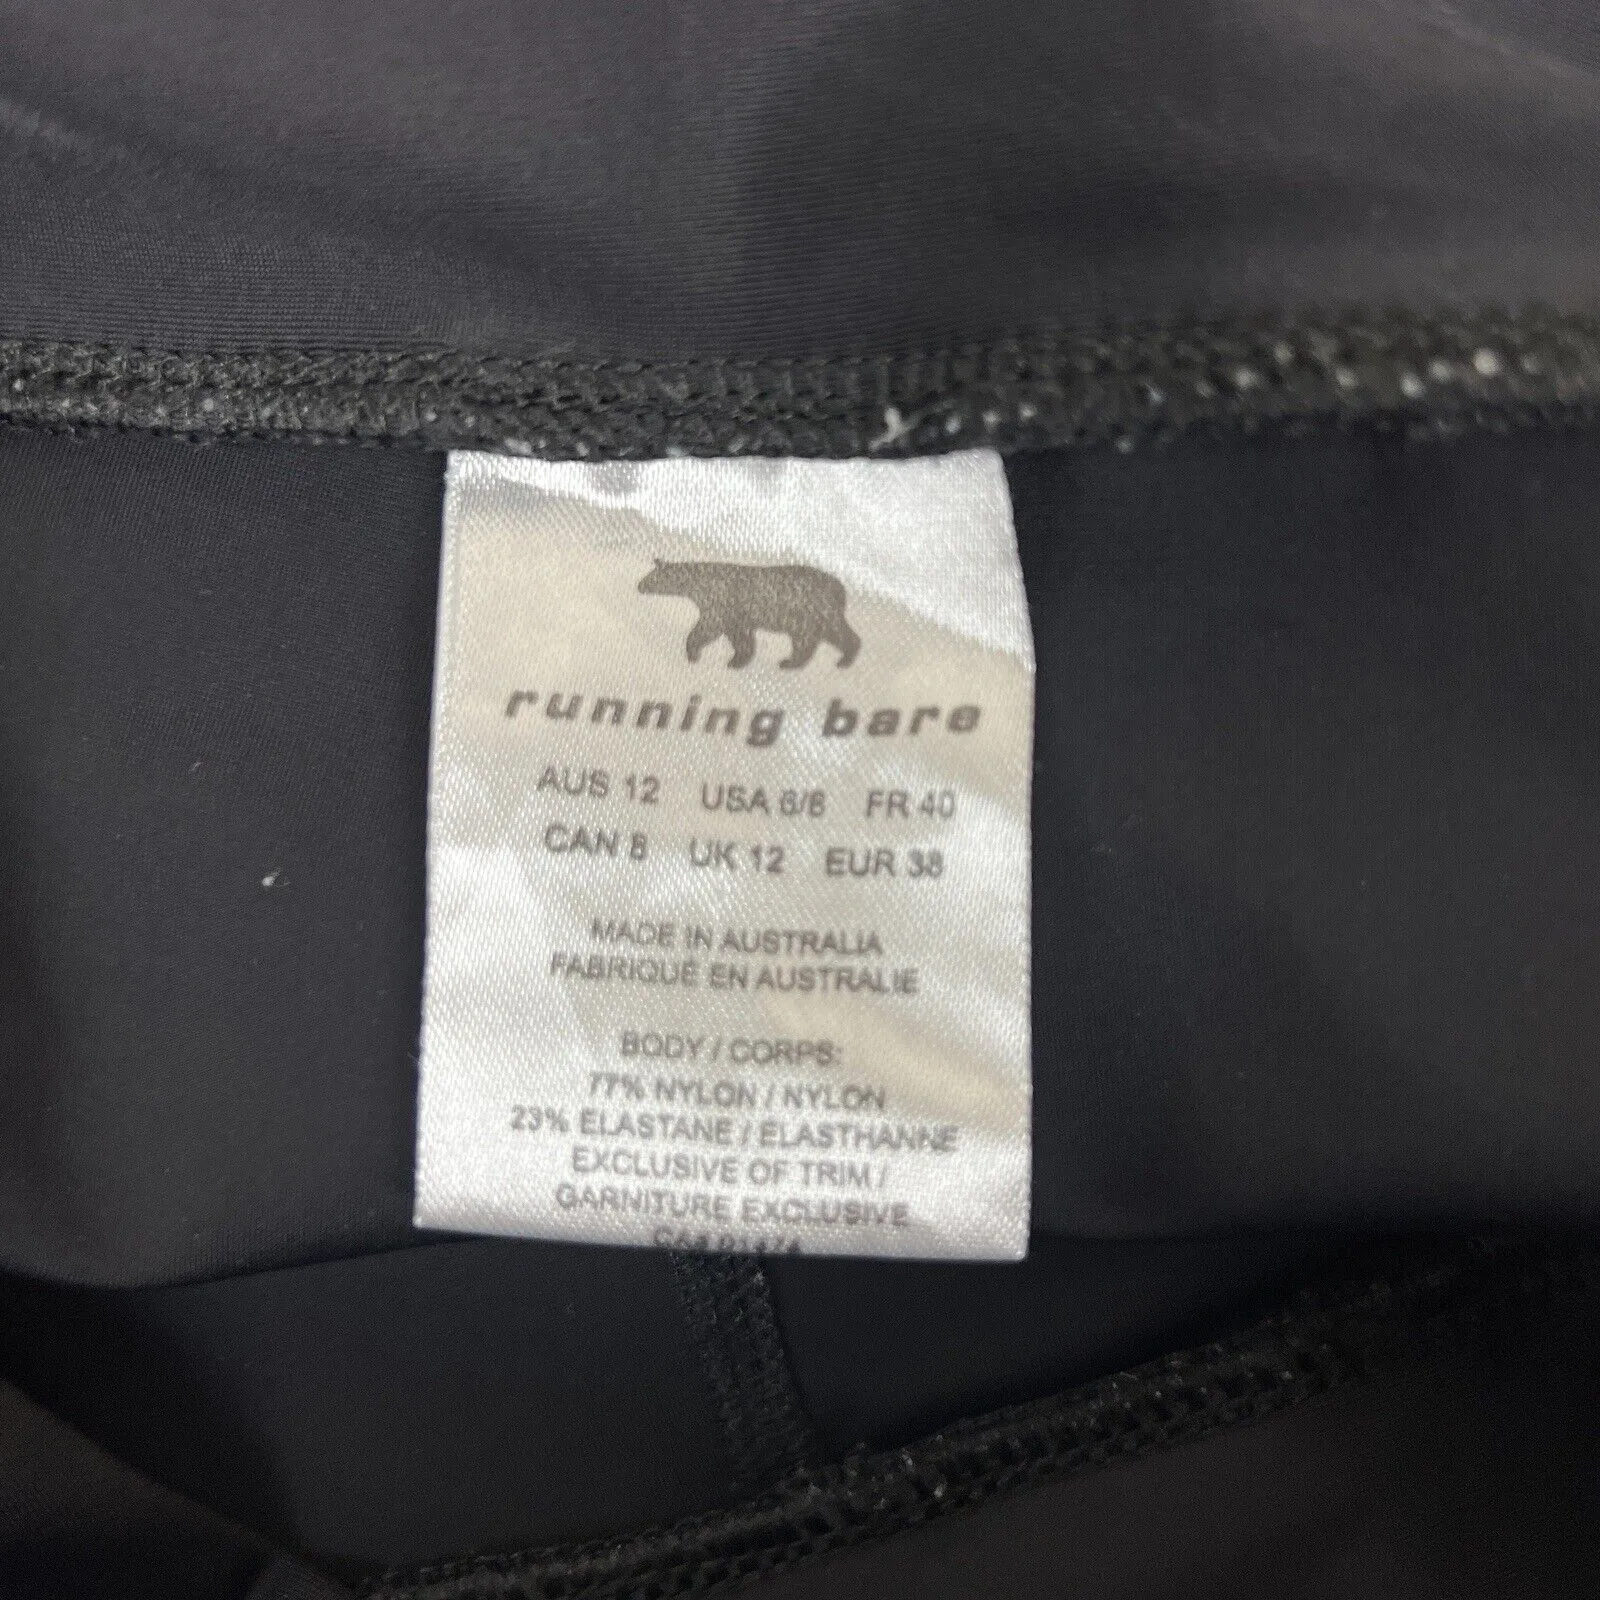 running bare
AUS 12 USA 6/8 FR 40
CAN 8 UK 12 EUR 38
MADE IN AUSTRALIA
FABRIQUÉ EN AUSTRALIE
BODY / CORPS:
77% NYLON / NYLON
23% ELASTANE / ELASTHANNE
EXCLUSIVE OF TRIM /
GARNITURE EXCLUSIVE